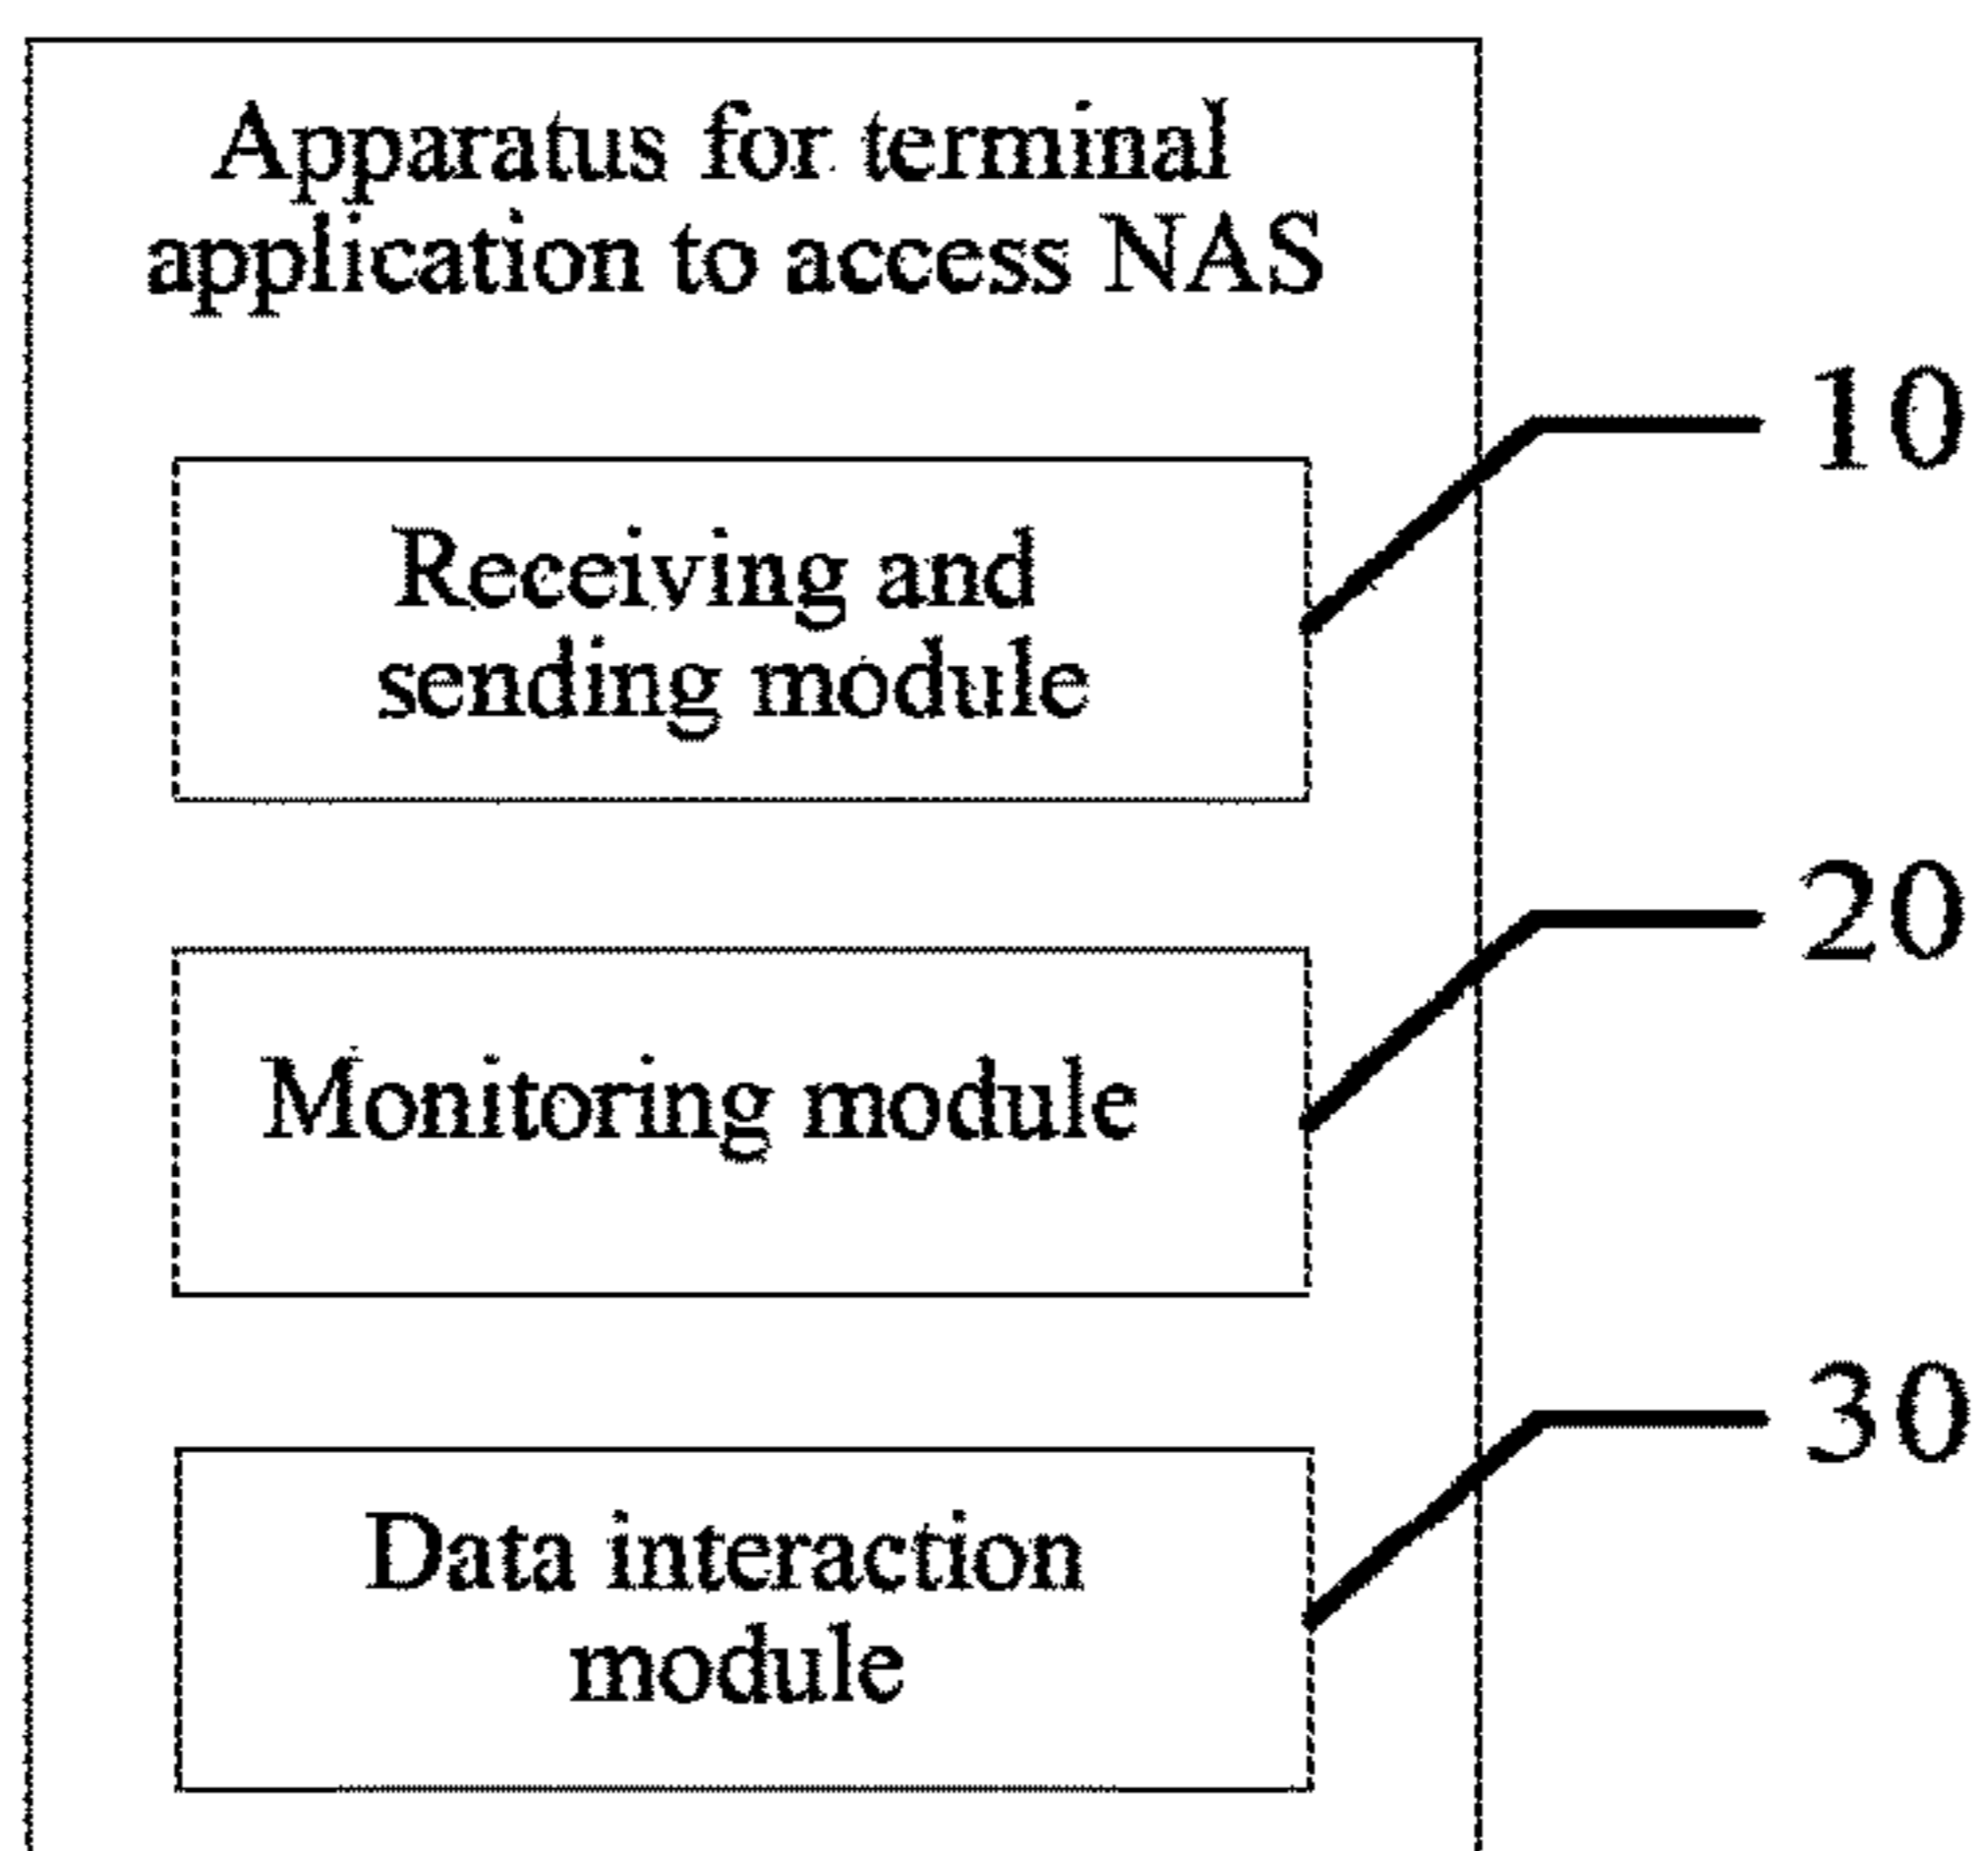 Apparatus for terminal
application to access NAS
10
Receiving and
sending module
20
Monitoring module
30
Data interaction
module